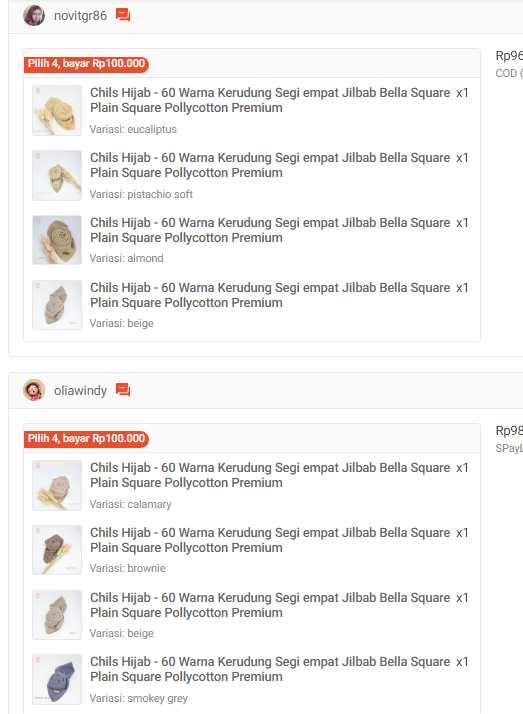 novitgr86
Pilih 4, bayar Rp100.000
Rp96
COD (
Chils Hijab - 60 Warna Kerudung Segi empat Jilbab Bella Square x1
Plain Square Pollycotton Premium
Variasi: eucaliptus
Chils Hijab - 60 Warna Kerudung Segi empat Jilbab Bella Square x1
Plain Square Pollycotton Premium
Variasi: pistachio soft
Chils Hijab - 60 Warna Kerudung Segi empat Jilbab Bella Square x1
Plain Square Pollycotton Premium
Variasi: almond
Chils Hijab - 60 Warna Kerudung Segi empat Jilbab Bella Square x1
Plain Square Pollycotton Premium
Variasi: beige
oliawindy
Pilih 4, bayar Rp100.000
Rp98
SPayL
Chils Hijab - 60 Warna Kerudung Segi empat Jilbab Bella Square x1
Plain Square Pollycotton Premium
Variasi: calamary
Chils Hijab - 60 Warna Kerudung Segi empat Jilbab Bella Square x1
Plain Square Pollycotton Premium
Variasi: brownie
Chils Hijab - 60 Warna Kerudung Segi empat Jilbab Bella Square x1
Plain Square Pollycotton Premium
Variasi: beige
Chils Hijab - 60 Warna Kerudung Segi empat Jilbab Bella Square x1
Plain Square Pollycotton Premium
Variasi: smokey grey